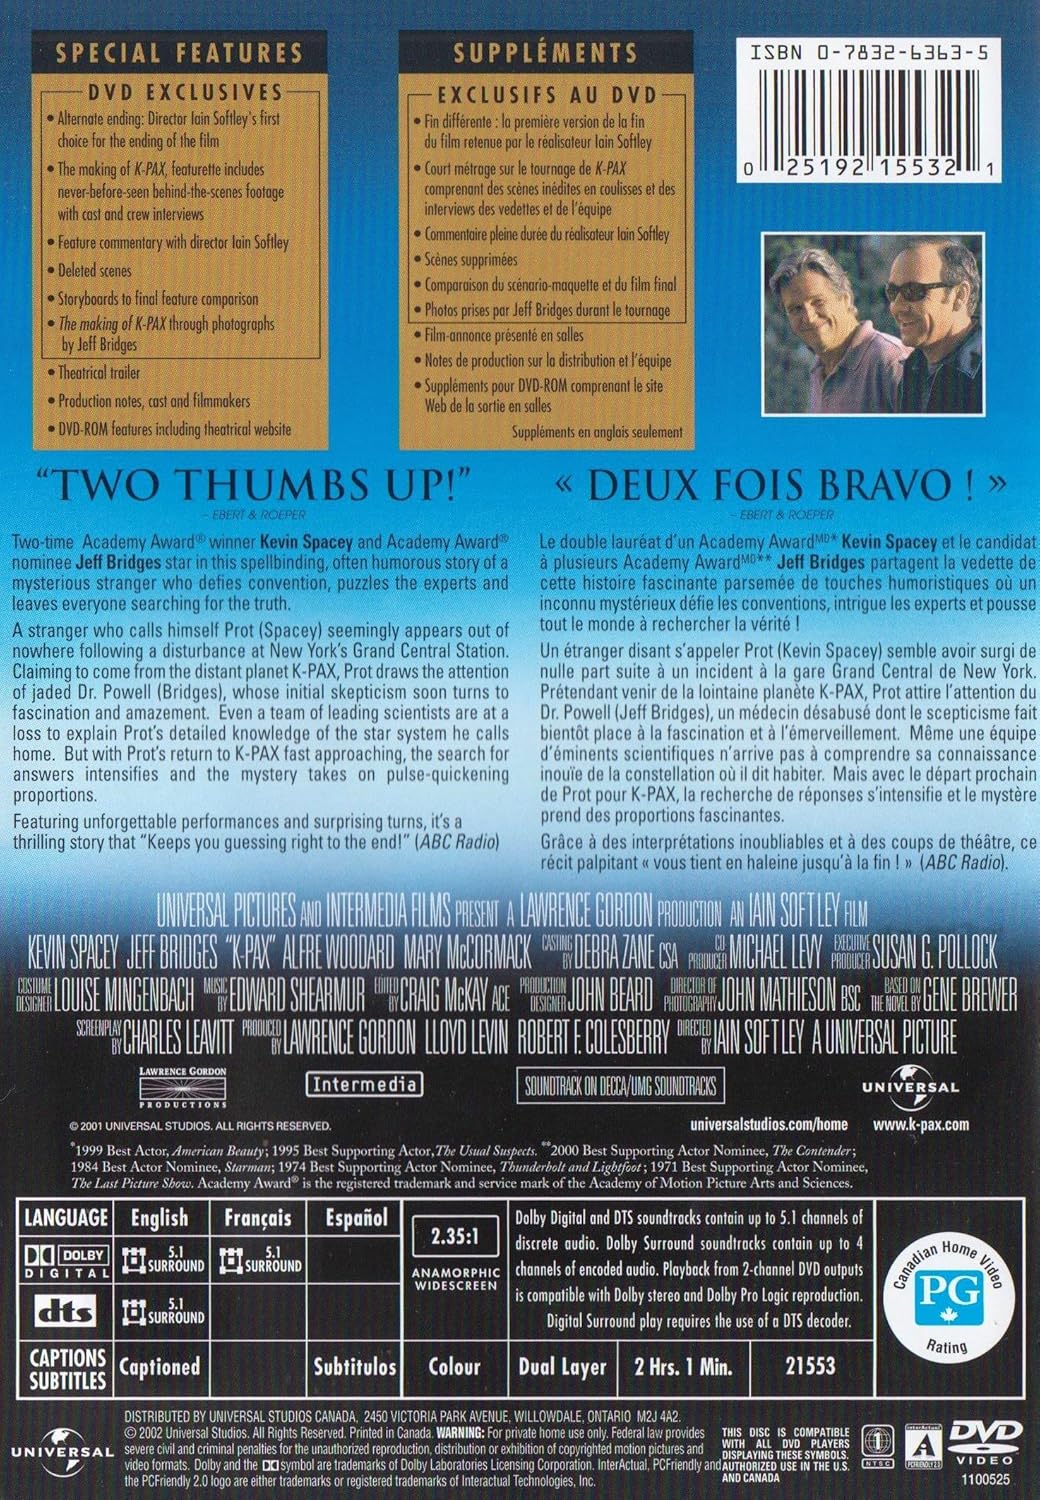 SPECIAL FEATURES
DVD EXCLUSIVES
• Alternate ending: Director Iain Softley's first
choice for the ending of the film
• The making of K-PAX, featurette includes
never-before-seen behind-the-scenes footage
with cast and crew interviews
• Feature commentary with director Iain Softley
• Deleted scenes
• Storyboards to final feature comparison
• The making of K-PAX through photographs
by Jeff Bridges
• Theatrical trailer
• Production notes, cast and filmmakers
• DVD-ROM features including theatrical website
SUPPLÉMENTS
EXCLUSIFS AU DVD
• Fin différente : la première version de la fin
du film retenue par le réalisateur Iain Softley
• Court métrage sur le tournage de K-PAX
comprenant des scènes inédites en coulisses et des
interviews des vedettes et de l'équipe
• Commentaire pleine durée du réalisateur Iain Softley
• Scènes supprimées
• Comparaison du scénario-maquette et du film final
• Photos prises par Jeff Bridges durant le tournage
• Film-annonce présenté en salles
• Notes de production sur la distribution et l'équipe
• Suppléments pour DVD-ROM comprenant le site
Web de la sortie en salles
Suppléments en anglais seulement
ISBN 0-7832-6363-5
0 25192 15532 1
"TWO THUMBS UP!"
– EBERT & ROEPER
Two-time Academy Award® winner Kevin Spacey and Academy Award®
nominee Jeff Bridges star in this spellbinding, often humorous story of a
mysterious stranger who defies convention, puzzles the experts and
leaves everyone searching for the truth.
A stranger who calls himself Prot (Spacey) seemingly appears out of
nowhere following a disturbance at New York's Grand Central Station.
Claiming to come from the distant planet K-PAX, Prot draws the attention
of jaded Dr. Powell (Bridges), whose initial skepticism soon turns to
fascination and amazement. Even a team of leading scientists are at a
loss to explain Prot's detailed knowledge of the star system he calls
home. But with Prot's return to K-PAX fast approaching, the search for
answers intensifies and the mystery takes on pulse-quickening
proportions.
Featuring unforgettable performances and surprising turns, it's a
thrilling story that "Keeps you guessing right to the end!" (ABC Radio)
« DEUX FOIS BRAVO ! »
– EBERT & ROEPER
Le double lauréat d'un Academy AwardMD* Kevin Spacey et le candidat
à plusieurs Academy AwardMD** Jeff Bridges partagent la vedette de
cette histoire fascinante parsemée de touches humoristiques où un
inconnu mystérieux défie les conventions, intrigue les experts et pousse
tout le monde à rechercher la vérité !
Un étranger disant s'appeler Prot (Kevin Spacey) semble avoir surgi de
nulle part suite à un incident à la gare Grand Central de New York.
Prétendant venir de la lointaine planète K-PAX, Prot attire l'attention du
Dr. Powell (Jeff Bridges), un médecin désabusé dont le scepticisme fait
bientôt place à la fascination et à l'émerveillement. Même une équipe
d'éminents scientifiques n'arrive pas à comprendre sa connaissance
inouïe de la constellation où il dit habiter. Mais avec le départ prochain
de Prot pour K-PAX, la recherche de réponses s'intensifie et le mystère
prend des proportions fascinantes.
Grâce à des interprétations inoubliables et à des coups de théâtre, ce
récit palpitant « vous tient en haleine jusqu'à la fin ! » (ABC Radio).
UNIVERSAL PICTURES AND INTERMEDIA FILMS PRESENT A LAWRENCE GORDON PRODUCTION AN IAIN SOFTLEY FILM
KEVIN SPACEY JEFF BRIDGES "K-PAX" ALFRE WOODARD MARY McCORMACK CASTING BY DEBRA ZANE CSA CO PRODUCER MICHAEL LEVY EXECUTIVE PRODUCER SUSAN G. POLLOCK
COSTUME DESIGNER LOUISE MINGENBACH MUSIC BY EDWARD SHEARMUR EDITED BY CRAIG McKAY ACE PRODUCTION DESIGNER JOHN BEARD DIRECTOR OF PHOTOGRAPHY JOHN MATHIESON BSC BASED ON THE NOVEL BY GENE BREWER
SCREENPLAY BY CHARLES LEAVITT PRODUCED BY LAWRENCE GORDON LLOYD LEVIN ROBERT F. COLESBERRY DIRECTED BY IAIN SOFTLEY A UNIVERSAL PICTURE
LAWRENCE GORDON
PRODUCTIONS
Intermedia
SOUNDTRACK ON DECCA/UMG SOUNDTRACKS
UNIVERSAL
© 2001 UNIVERSAL STUDIOS. ALL RIGHTS RESERVED.
universalstudios.com/home www.k-pax.com
*1999 Best Actor, American Beauty; 1995 Best Supporting Actor, The Usual Suspects. **2000 Best Supporting Actor Nominee, The Contender;
1984 Best Actor Nominee, Starman; 1974 Best Supporting Actor Nominee, Thunderbolt and Lightfoot; 1971 Best Supporting Actor Nominee,
The Last Picture Show. Academy Award® is the registered trademark and service mark of the Academy of Motion Picture Arts and Sciences.
LANGUAGE English Français Español
DOLBY
DIGITAL
5.1
SURROUND
5.1
SURROUND
dts
5.1
SURROUND
CAPTIONS
SUBTITLES
Captioned Subtitulos
2.35:1
ANAMORPHIC
WIDESCREEN
Dolby Digital and DTS soundtracks contain up to 5.1 channels of
discrete audio. Dolby Surround soundtracks contain up to 4
channels of encoded audio. Playback from 2-channel DVD outputs
is compatible with Dolby stereo and Dolby Pro Logic reproduction.
Digital Surround play requires the use of a DTS decoder.
Colour Dual Layer 2 Hrs. 1 Min. 21553
Canadian Home Video
PG
Rating
UNIVERSAL
DISTRIBUTED BY UNIVERSAL STUDIOS CANADA, 2450 VICTORIA PARK AVENUE, WILLOWDALE, ONTARIO M2J 4A2.
© 2002 Universal Studios. All Rights Reserved. Printed in Canada. WARNING: For private home use only. Federal law provides
severe civil and criminal penalties for the unauthorized reproduction, distribution or exhibition of copyrighted motion pictures and
video formats. Dolby and the DD symbol are trademarks of Dolby Laboratories Licensing Corporation. InterActual, PCFriendly and
the PCFriendly 2.0 logo are either trademarks or registered trademarks of Interactual Technologies, Inc.
THIS DISC IS COMPATIBLE
WITH ALL DVD PLAYERS
DISPLAYING THESE SYMBOLS.
AUTHORIZED USE IN THE U.S.
AND CANADA
1
NTSC
InterActual
A
PCFRIENDLY 2.0
DVD
VIDEO
1100525